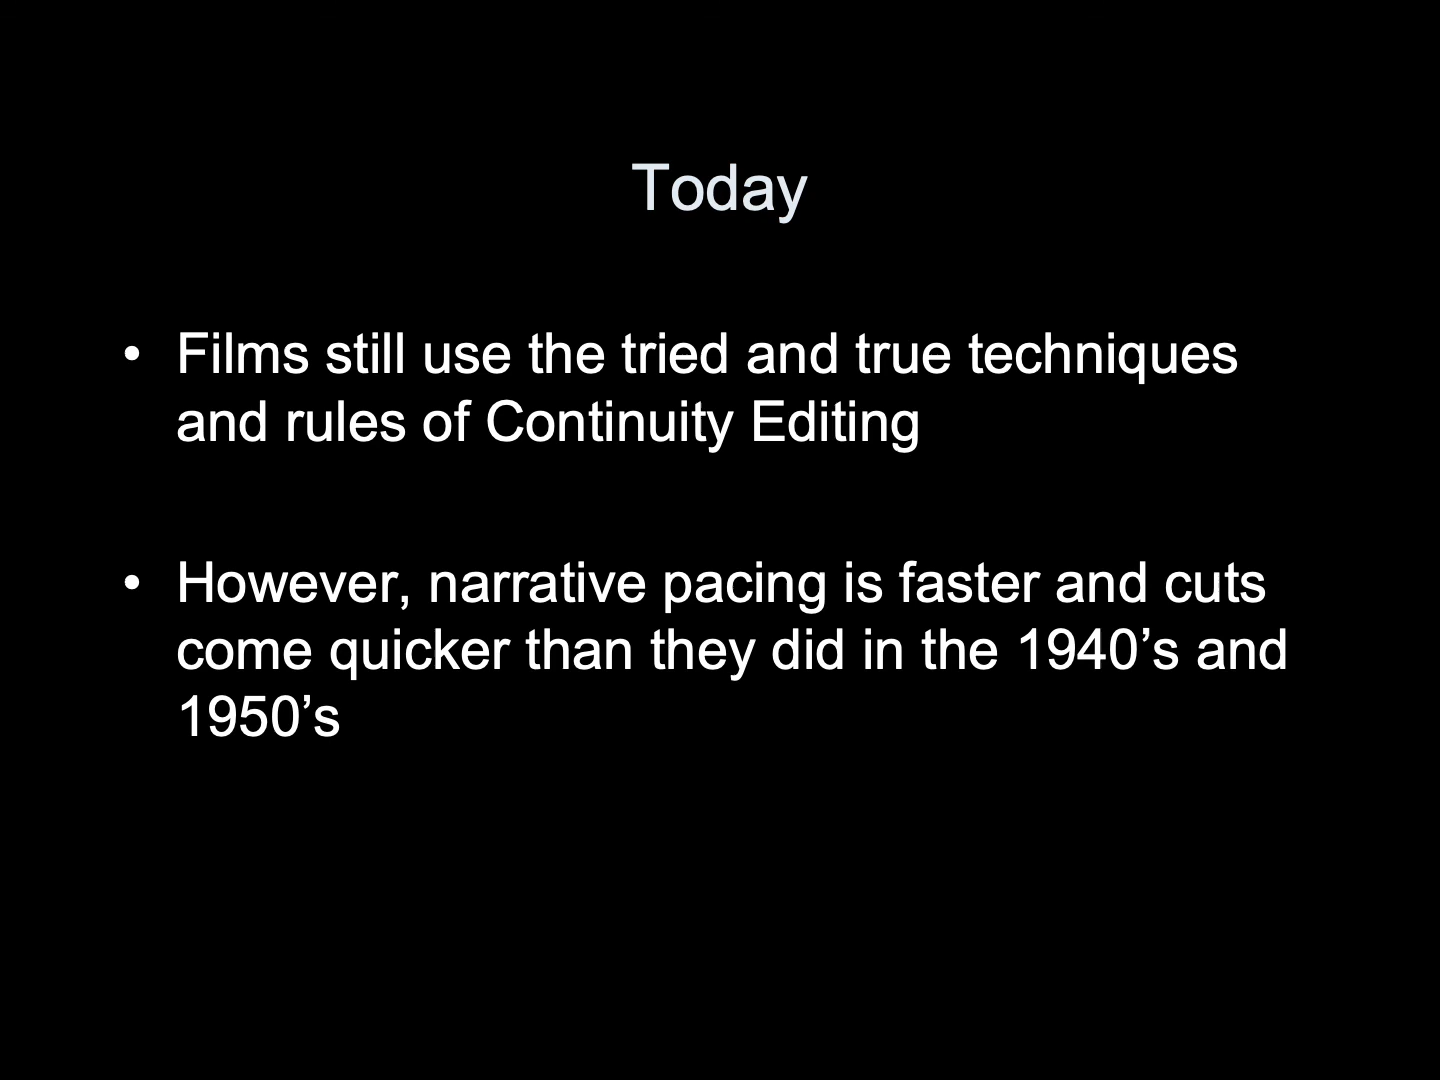 Today
• Films still use the tried and true techniques
and rules of Continuity Editing
• However, narrative pacing is faster and cuts
come quicker than they did in the 1940’s and
1950’s